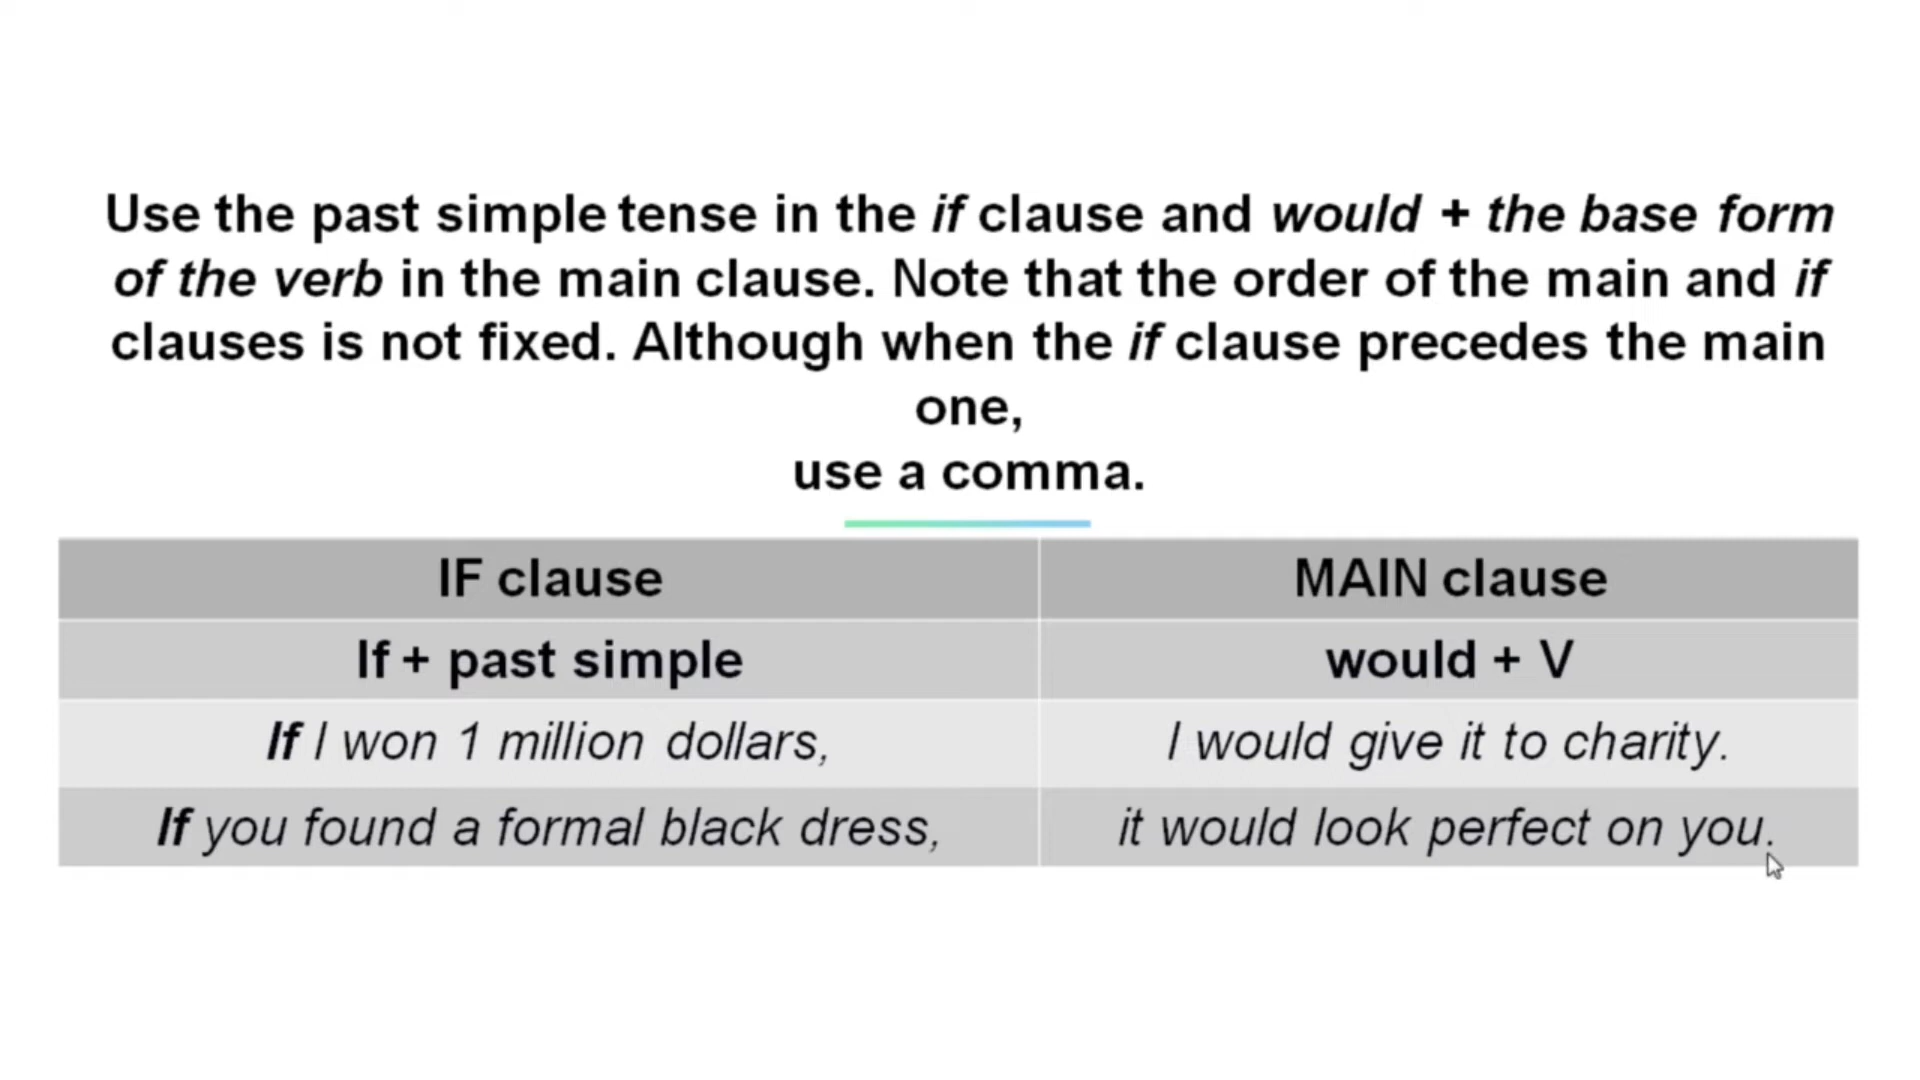 Use the past simple tense in the if clause and would + the base form
of the verb in the main clause. Note that the order of the main and if
clauses is not fixed. Although when the if clause precedes the main
one,
use a comma.
IF clause MAIN clause
If + past simple would + V
If I won 1 million dollars, I would give it to charity.
If you found a formal black dress, it would look perfect on you.